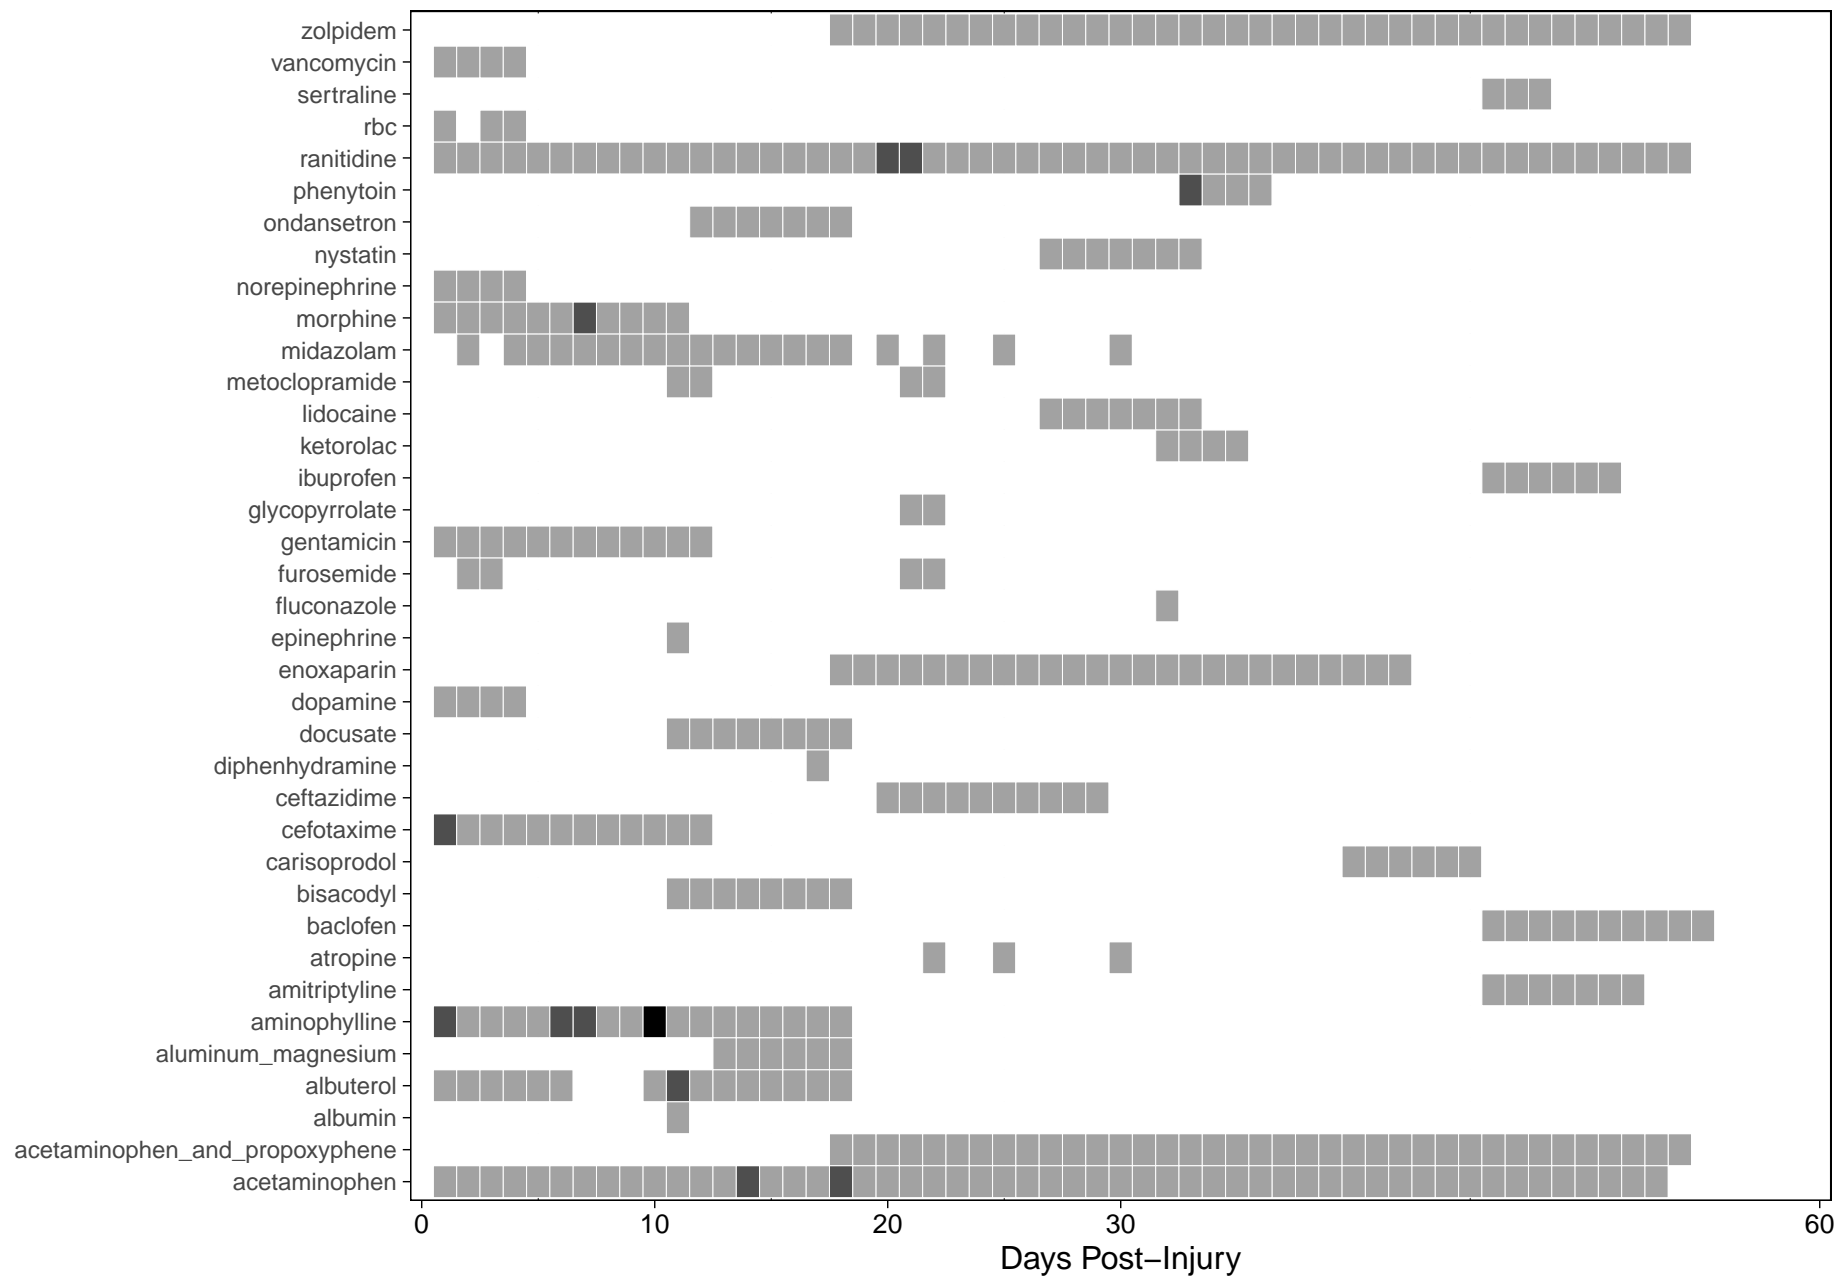 zolpidem
vancomycin
sertraline
rbc
ranitidine
phenytoin
ondansetron
nystatin
norepinephrine
morphine
midazolam
metoclopramide
lidocaine
ketorolac
ibuprofen
glycopyrrolate
gentamicin
furosemide
fluconazole
epinephrine
enoxaparin
dopamine
docusate
diphenhydramine
ceftazidime
cefotaxime
carisoprodol
bisacodyl
baclofen
atropine
amitriptyline
aminophylline
aluminum_magnesium
albuterol
albumin
acetaminophen_and_propoxyphene
acetaminophen
0 10 20 30 60
Days Post−Injury